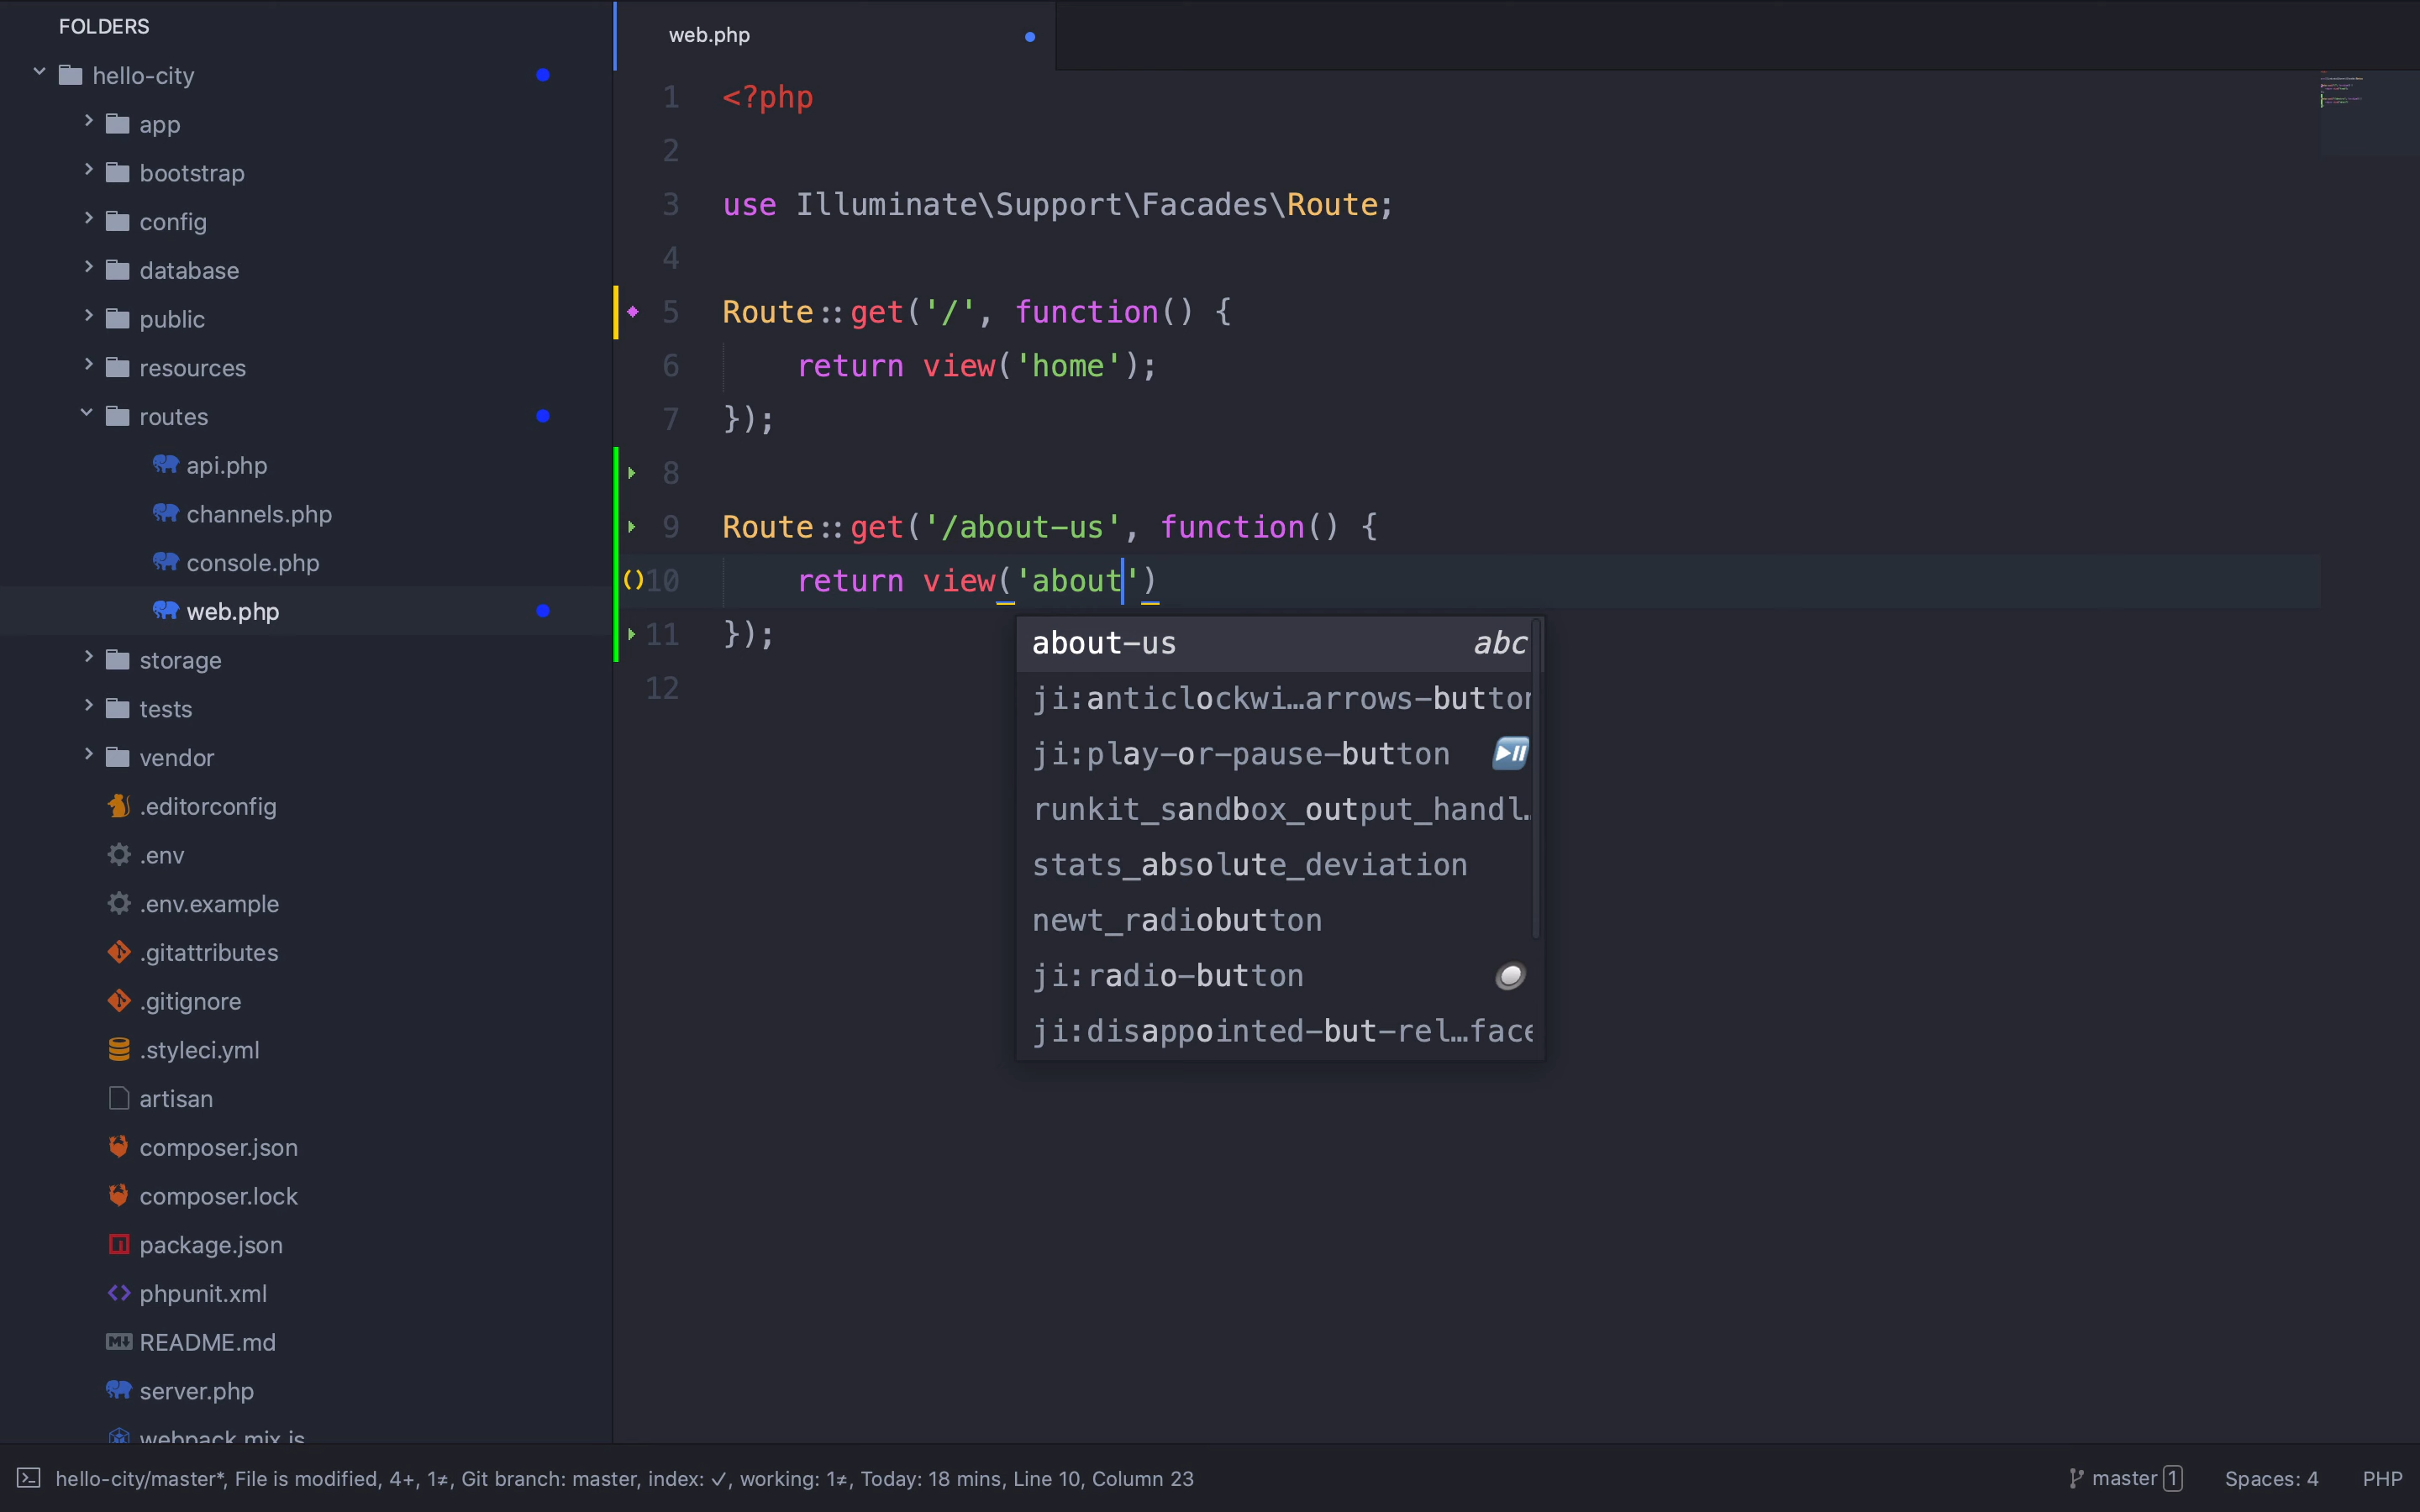 FOLDERS
hello-city
app
bootstrap
config
database
public
resources
routes
api.php
channels.php
console.php
web.php
storage
tests
vendor
.editorconfig
.env
.env.example
.gitattributes
.gitignore
.styleci.yml
artisan
composer.json
composer.lock
package.json
phpunit.xml
README.md
server.php
webpack.mix.js
web.php
1 <?php
2
3 use Illuminate\Support\Facades\Route;
4
5 Route::get('/', function() {
6 return view('home');
7 });
8
9 Route::get('/about-us', function() {
10 return view('about')
11 });
12
about-us abc
ji:anticlockwi…arrows-button
ji:play-or-pause-button
runkit_sandbox_output_handl…
stats_absolute_deviation
newt_radiobutton
ji:radio-button
ji:disappointed-but-rel…face
hello-city/master*, File is modified, 4+, 1≠, Git branch: master, index: ✓, working: 1≠, Today: 18 mins, Line 10, Column 23
master 1 Spaces: 4 PHP